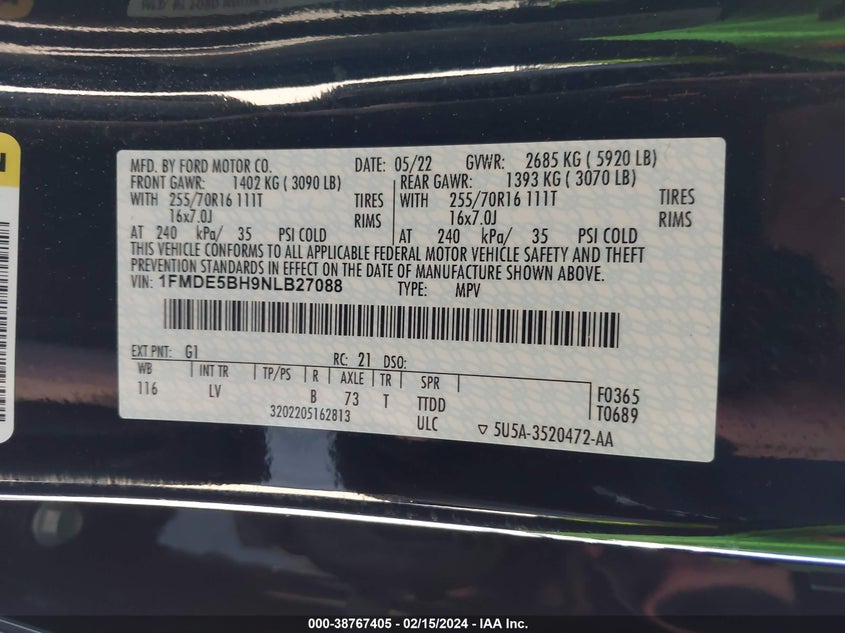 MFD. BY FORD MOTOR CO. DATE: 05/22 GVWR: 2685 KG ( 5920 LB)
FRONT GAWR: 1402 KG ( 3090 LB) REAR GAWR: 1393 KG ( 3070 LB)
WITH 255/70R16 111T TIRES WITH 255/70R16 111T TIRES
16x7.0J RIMS 16x7.0J RIMS
AT 240 kPa/ 35 PSI COLD AT 240 kPa/ 35 PSI COLD
THIS VEHICLE CONFORMS TO ALL APPLICABLE FEDERAL MOTOR VEHICLE SAFETY AND THEFT
PREVENTION STANDARDS IN EFFECT ON THE DATE OF MANUFACTURE SHOWN ABOVE.
VIN: 1FMDE5BH9NLB27088 TYPE: MPV
EXT PNT: G1 RC: 21 DSO:
WB INT TR TP/PS R AXLE TR SPR F0365
116 LV B 73 T TTDD T0689
3202205162813 ULC ▽ 5U5A-3520472-AA
000-38767405 - 02/15/2024 - IAA Inc.